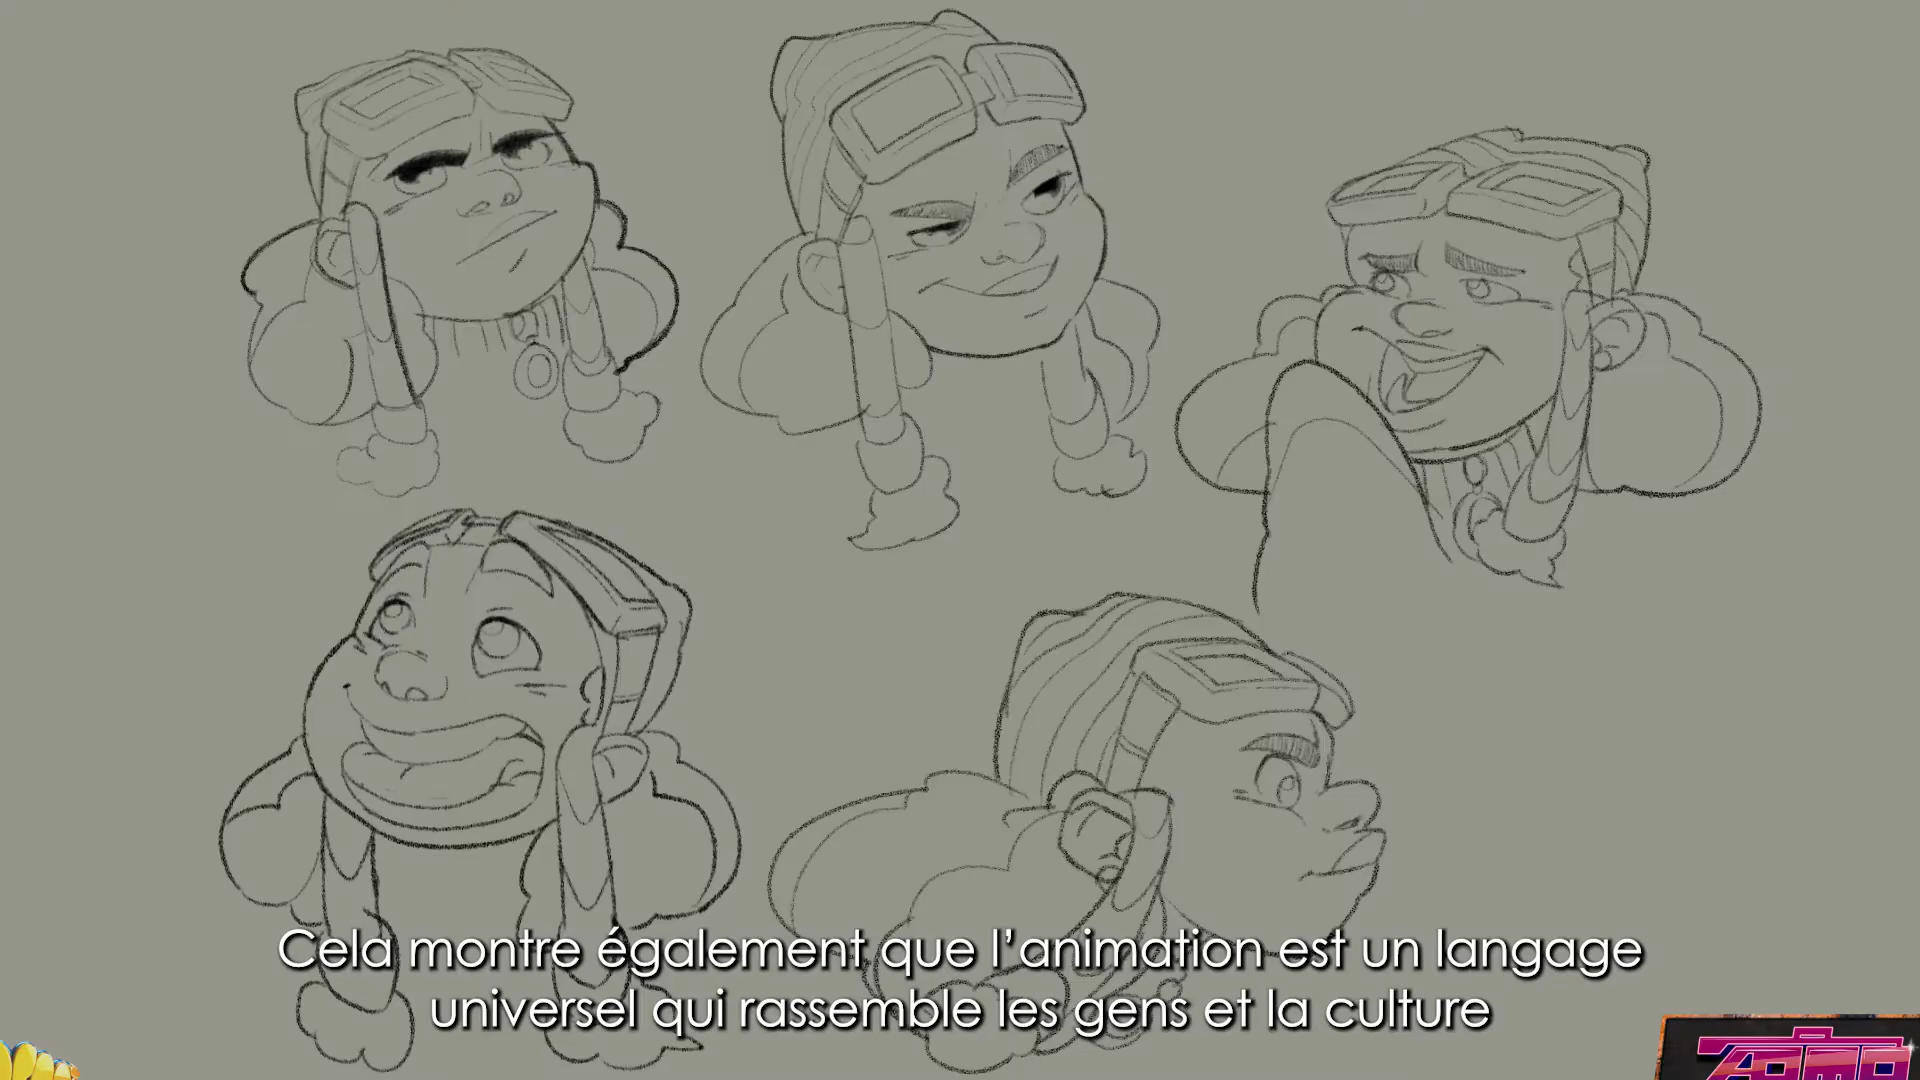 Cela montre également que l’animation est un langage
universel qui rassemble les gens et la culture